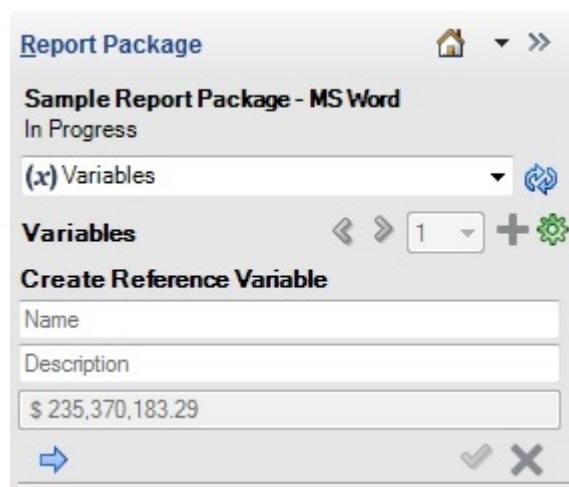 Report Package
Sample Report Package - MS Word
In Progress
(x) Variables
Variables 1
Create Reference Variable
Name
Description
$ 235,370,183.29